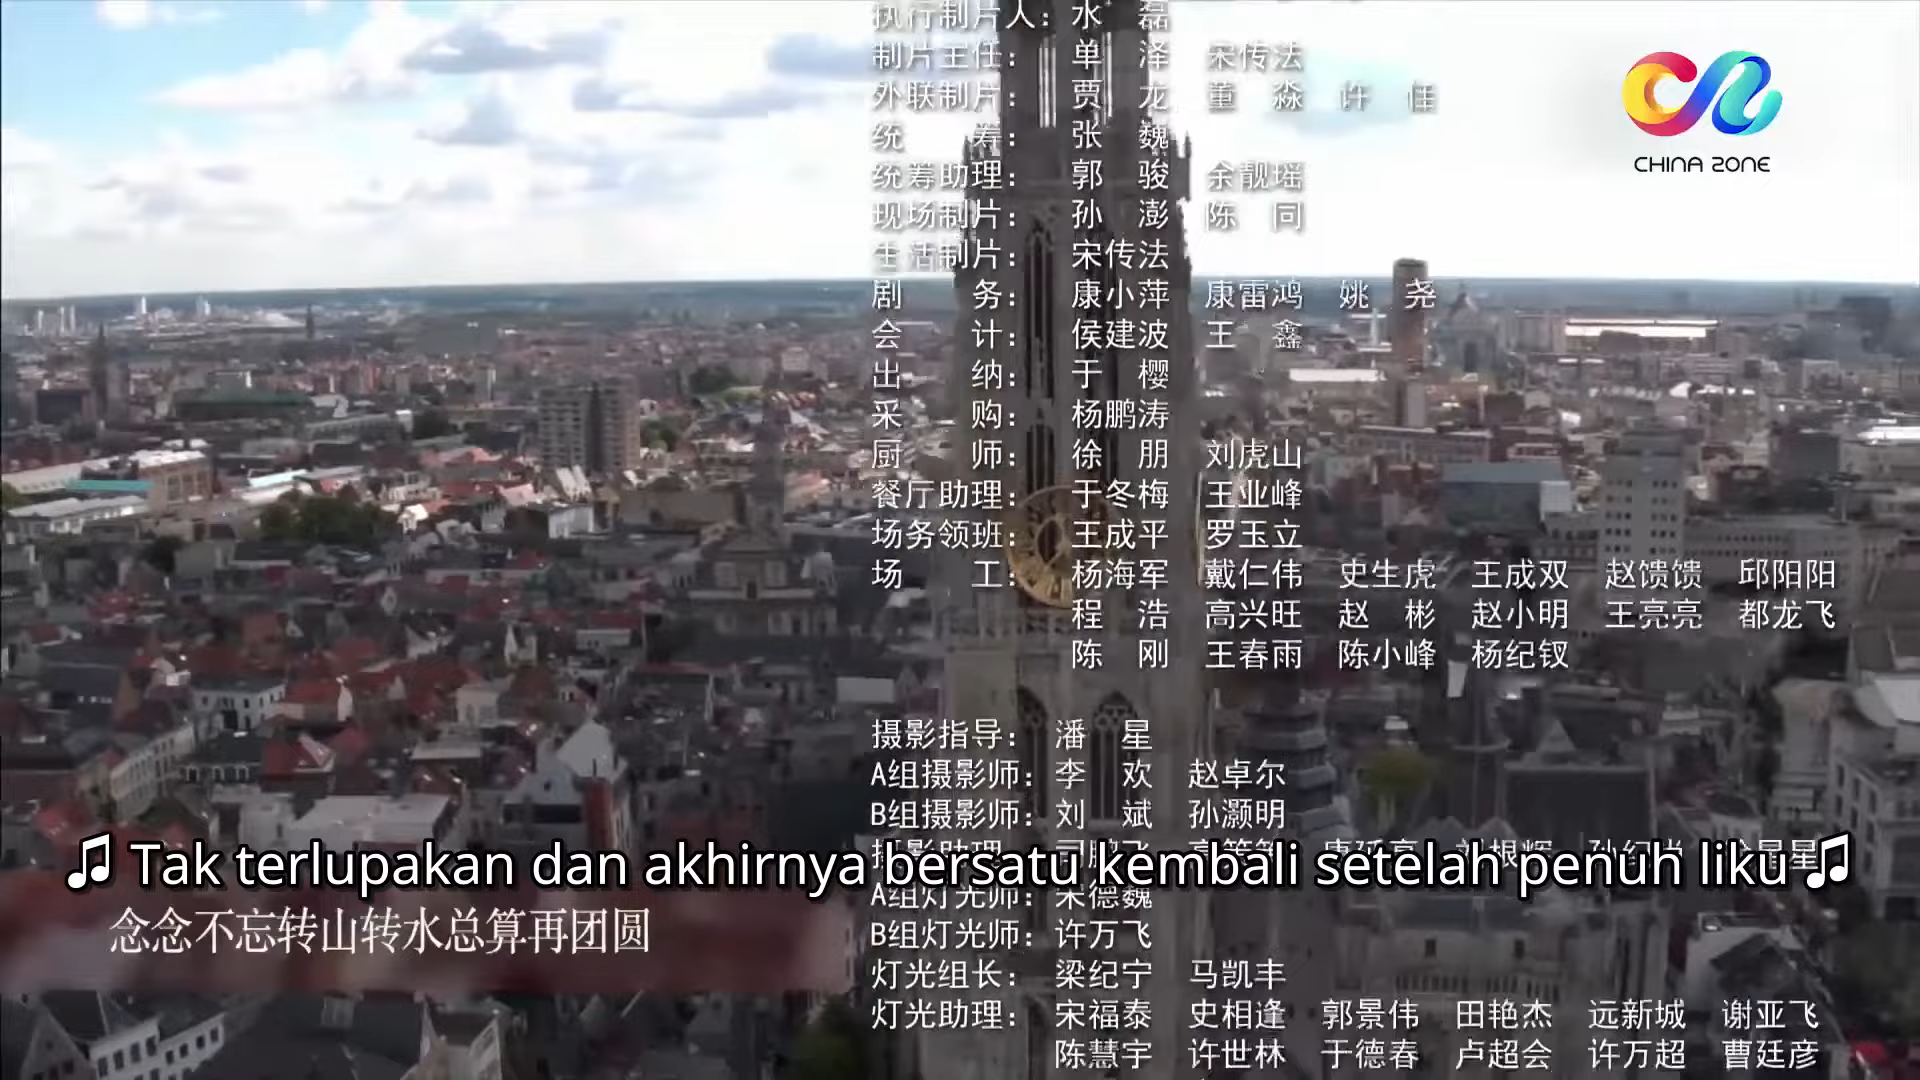 执行制片人：水 磊
制片主任：单 泽 宋传法
外联制片：贾 龙 董 淼 许 佳
统 筹：张 魏
统筹助理：郭 骏 余靓瑶
现场制片：孙 澎 陈 同
生活制片：宋传法
剧 务：康小萍 康雷鸿 姚 尧
会 计：侯建波 王 鑫
出 纳：于 樱
采 购：杨鹏涛
厨 师：徐 朋 刘虎山
餐厅助理：于冬梅 王业峰
场务领班：王成平 罗玉立
场 工：杨海军 戴仁伟 史生虎 王成双 赵馈馈 邱阳阳
程 浩 高兴旺 赵 彬 赵小明 王亮亮 都龙飞
陈 刚 王春雨 陈小峰 杨纪钗
摄影指导：潘 星
A组摄影师：李 欢 赵卓尔
B组摄影师：刘 斌 孙灏明
摄影助理
A组灯光师：宋德巍
B组灯光师：许万飞
灯光组长：梁纪宁 马凯丰
灯光助理：宋福泰 史相逢 郭景伟 田艳杰 远新城 谢亚飞
陈慧宇 许世林 于德春 卢超会 许万超 曹廷彦
CHINA ZONE
♫ Tak terlupakan dan akhirnya bersatu kembali setelah penuh liku ♫
念念不忘转山转水总算再团圆